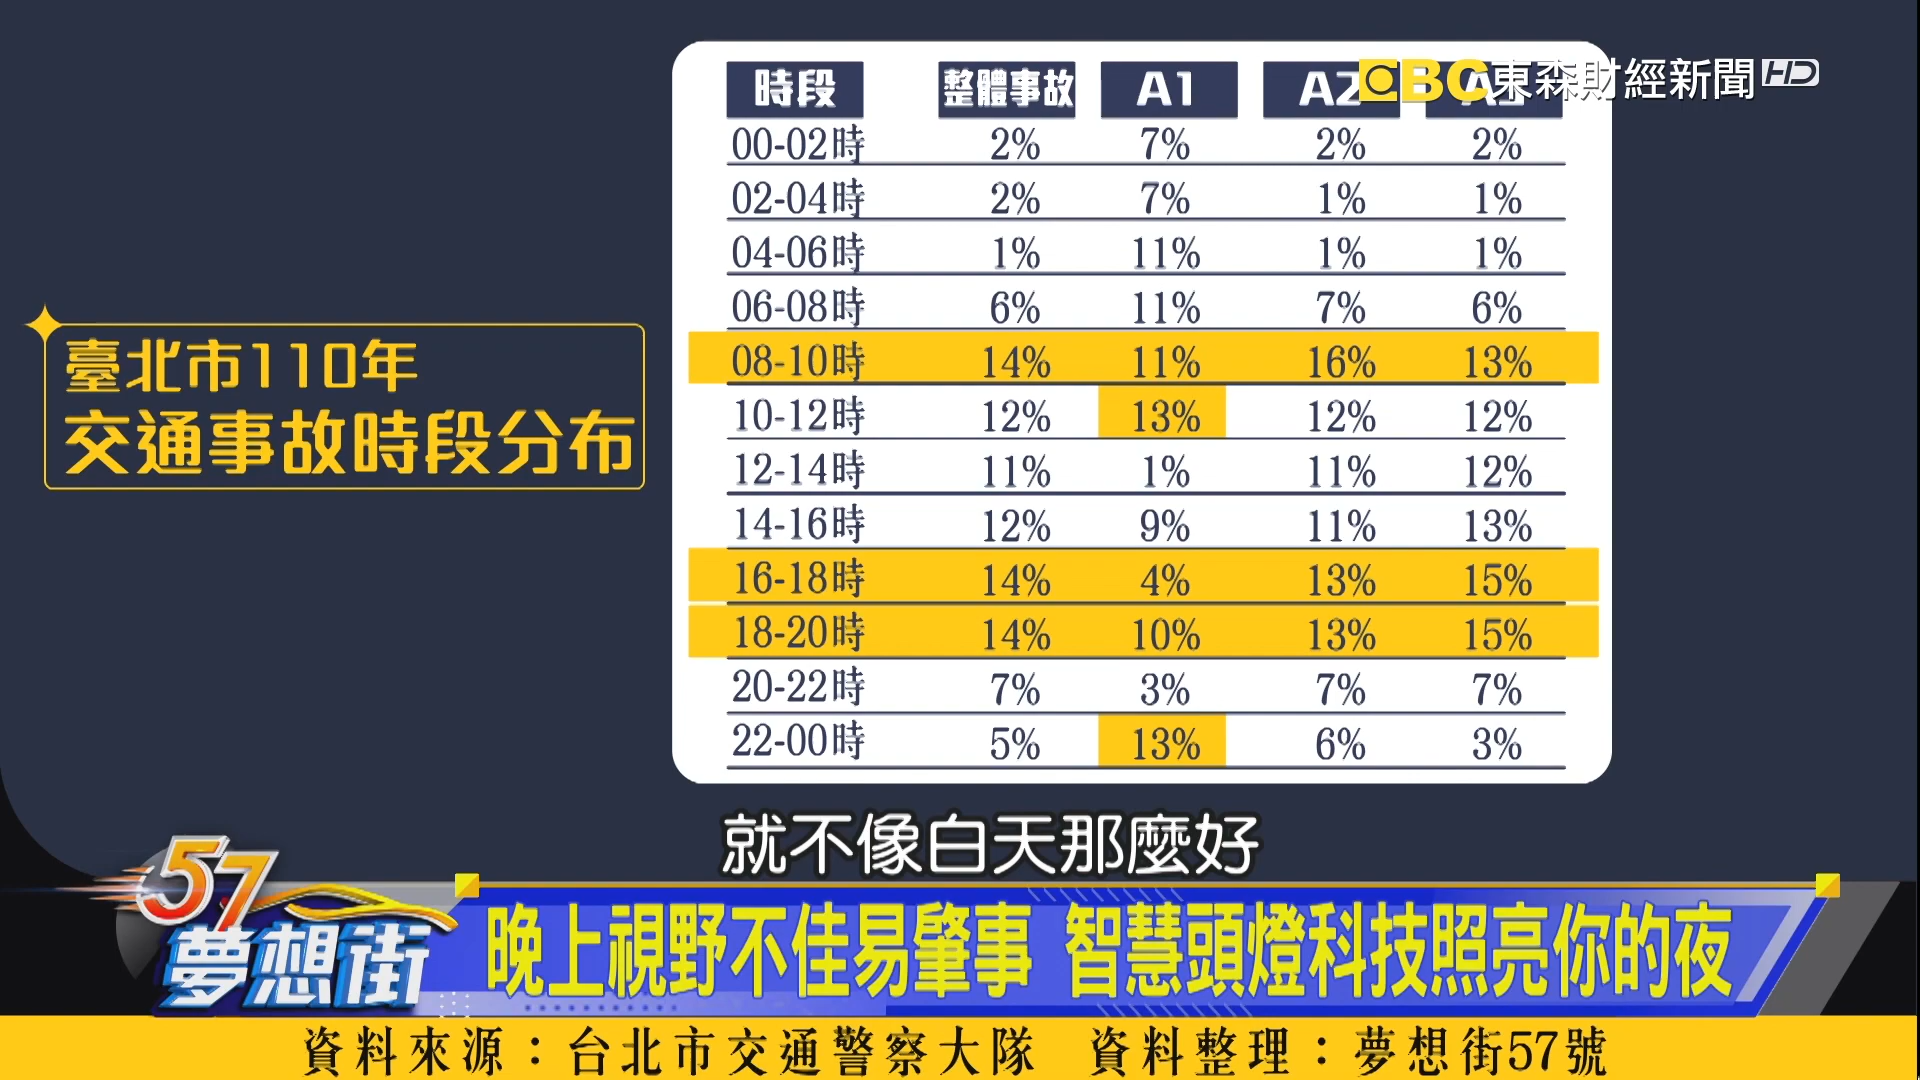 時段 整體事故 A1 A2
EBC東森財經新聞HD
00-02時 2% 7% 2% 2%
02-04時 2% 7% 1% 1%
04-06時 1% 11% 1% 1%
06-08時 6% 11% 7% 6%
08-10時 14% 11% 16% 13%
10-12時 12% 13% 12% 12%
12-14時 11% 1% 11% 12%
14-16時 12% 9% 11% 13%
16-18時 14% 4% 13% 15%
18-20時 14% 10% 13% 15%
20-22時 7% 3% 7% 7%
22-00時 5% 13% 6% 3%
臺北市110年
交通事故時段分布
就不像白天那麼好
57夢想街
晚上視野不佳易肇事 智慧頭燈科技照亮你的夜
資料來源：台北市交通警察大隊 資料整理：夢想街57號